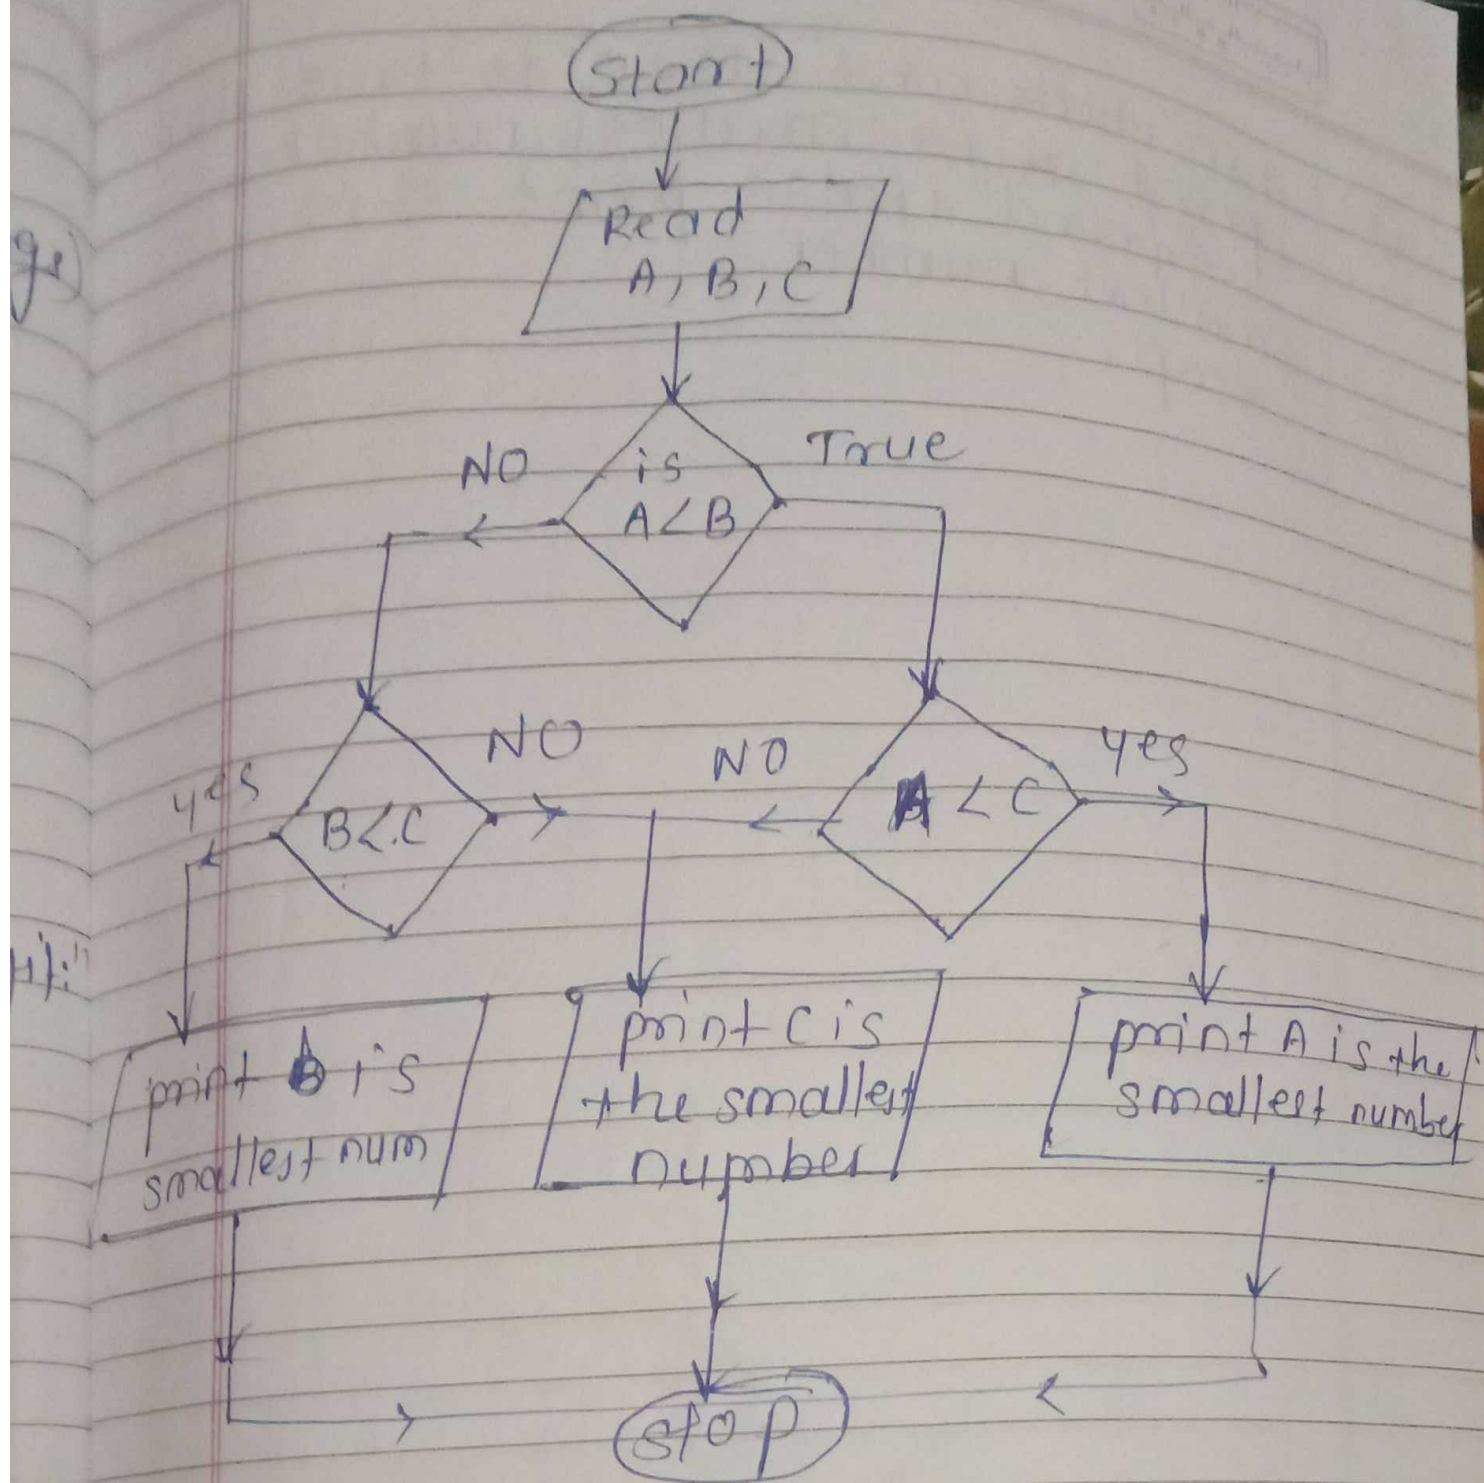 Start
Read
A, B, C
NO
True
is
A<B
NO
NO
yes
yes
B<.C
A < C
print B is
smallest num
print C is
the smallest
number
print A is the
smallest number
stop